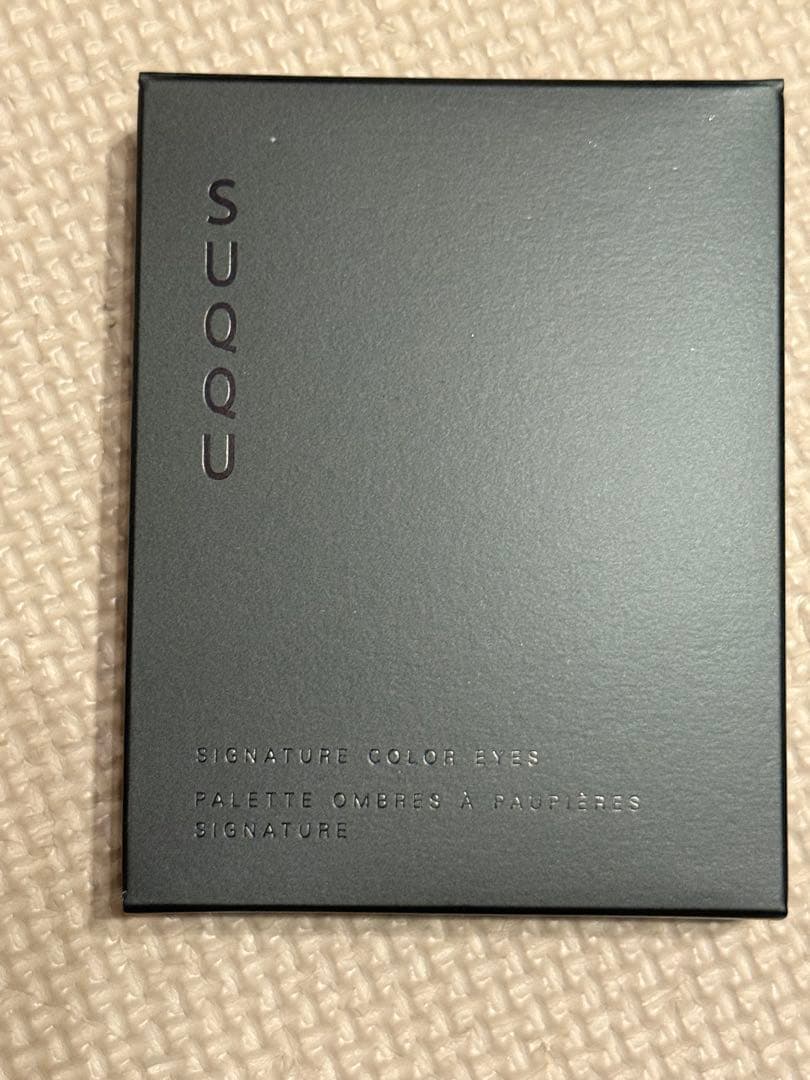 SUQQU
SIGNATURE COLOR EYES
PALETTE OMBRES À PAUPIÈRES
SIGNATURE